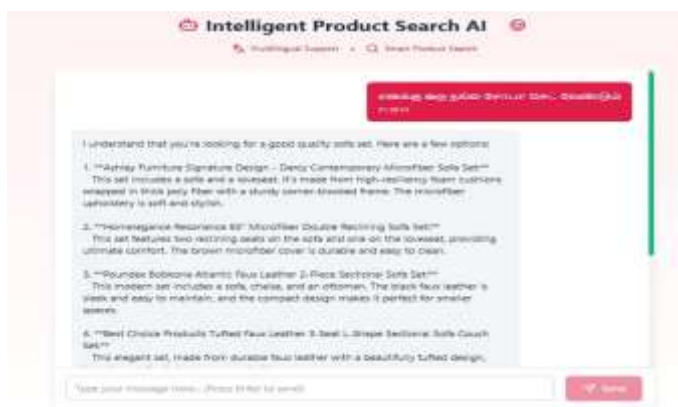 Intelligent Product Search AI
Multilingual Support • Smart Product Search
எனக்கு ஒரு நல்ல சோபா செட் வேண்டும்
I understand that you're looking for a good quality sofa set. Here are a few options:
1. **Ashley Furniture Signature Design - Darcy Contemporary Microfiber Sofa Set**
This set includes a sofa and a loveseat. It's made from high-resiliency foam cushions
wrapped in thick poly fiber with a sturdy corner-blocked frame. The microfiber
upholstery is soft and stylish.
2. **Homelegance Resonance 83" Microfiber Double Reclining Sofa Set**
This set features two reclining seats on the sofa and one on the loveseat, providing
ultimate comfort. The brown microfiber cover is durable and easy to clean.
3. **Poundex Bobkona Atlantic Faux Leather 2-Piece Sectional Sofa Set**
This modern set includes a sofa, chaise, and an ottoman. The black faux leather is
sleek and easy to maintain, and the compact design makes it perfect for smaller
spaces.
4. **Best Choice Products Tufted Faux Leather 3-Seat L-Shape Sectional Sofa Couch
Set**
This elegant set, made from durable faux leather with a beautifully tufted design,
Type your message here... (Press Enter to send)
Send